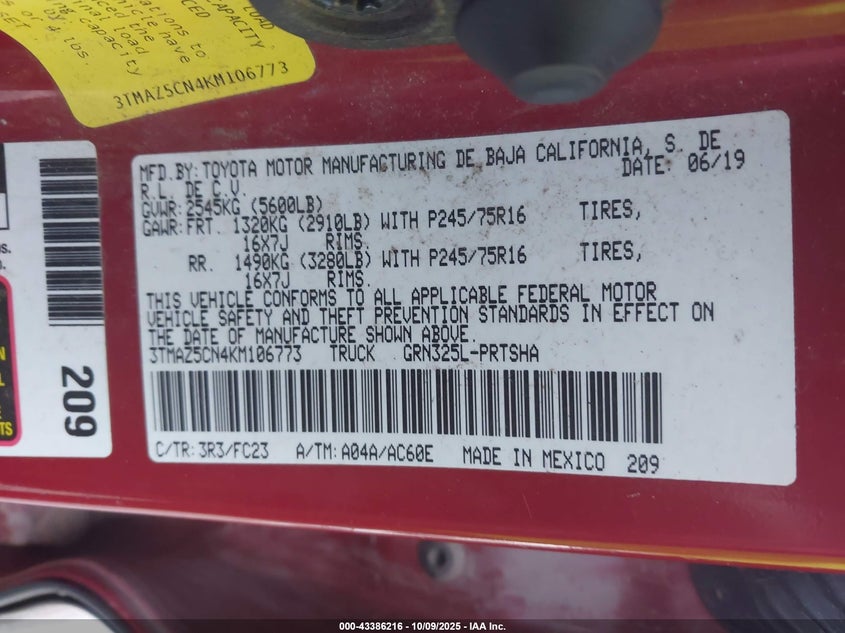 LOAD
CAPACITY
3TMAZ5CN4KM106773
MFD.BY: TOYOTA MOTOR MANUFACTURING DE BAJA CALIFORNIA, S. DE
R.L. DE C.V. DATE: 06/19
GVWR: 2545KG (5600LB)
GAWR: FRT. 1320KG (2910LB) WITH P245/75R16 TIRES,
16X7J RIMS.
RR. 1490KG (3280LB) WITH P245/75R16 TIRES,
16X7J RIMS.
THIS VEHICLE CONFORMS TO ALL APPLICABLE FEDERAL MOTOR
VEHICLE SAFETY AND THEFT PREVENTION STANDARDS IN EFFECT ON
THE DATE OF MANUFACTURE SHOWN ABOVE.
3TMAZ5CN4KM106773 TRUCK GRN325L-PRTSHA
C/TR: 3R3/FC23 A/TM: A04A/AC60E MADE IN MEXICO 209
209
000-43386216 - 10/09/2025 - IAA Inc.